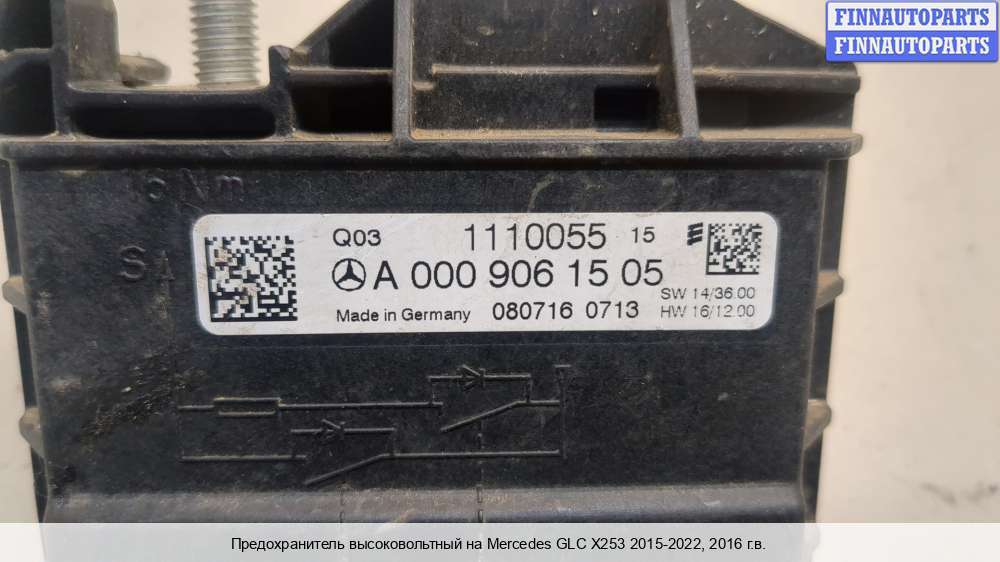 FINNAUTOPARTS
FINNAUTOPARTS
Nm
Q03 1110055 15
A 000 906 15 05
SW 14/36.00
Made in Germany 080716 0713 HW 16/12.00
Предохранитель высоковольтный на Mercedes GLC X253 2015-2022, 2016 г.в.